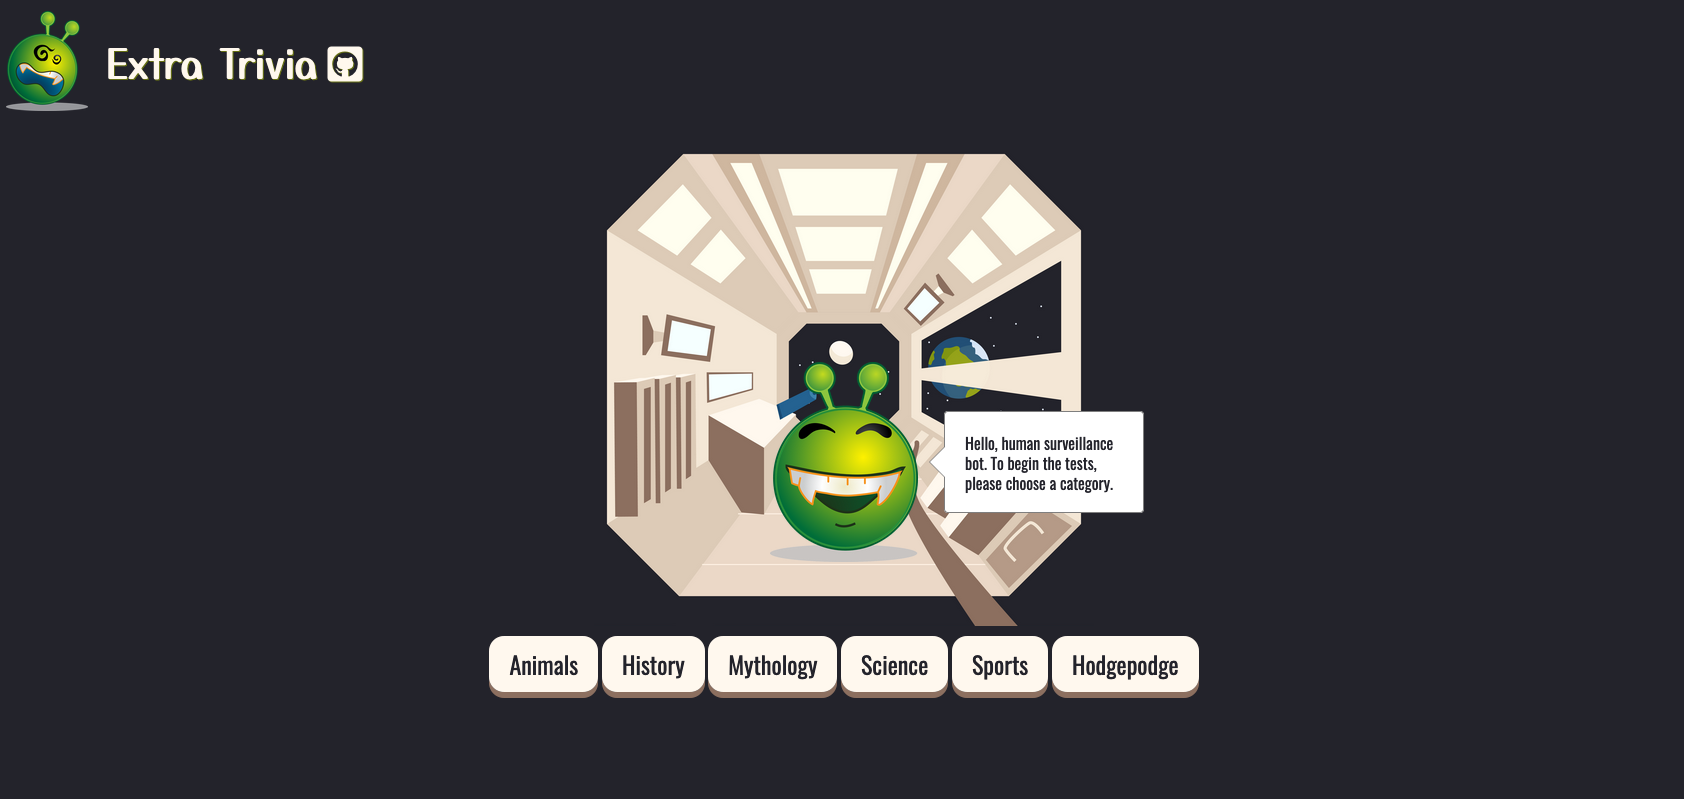 Extra Trivia
Hello, human surveillance
bot. To begin the tests,
please choose a category.
Animals
History
Mythology
Science
Sports
Hodgepodge